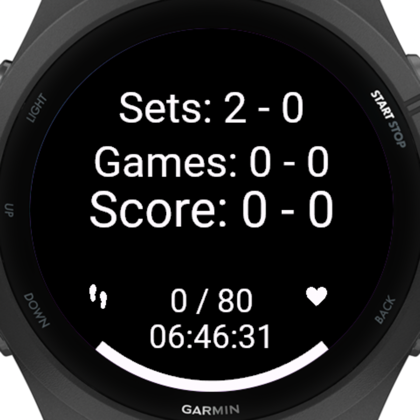 Sets: 2 - 0
LIGHT
START STOP
Games: 0 - 0
UP
Score: 0 - 0
DOWN
0 / 80
BACK
06:46:31
GARMIN